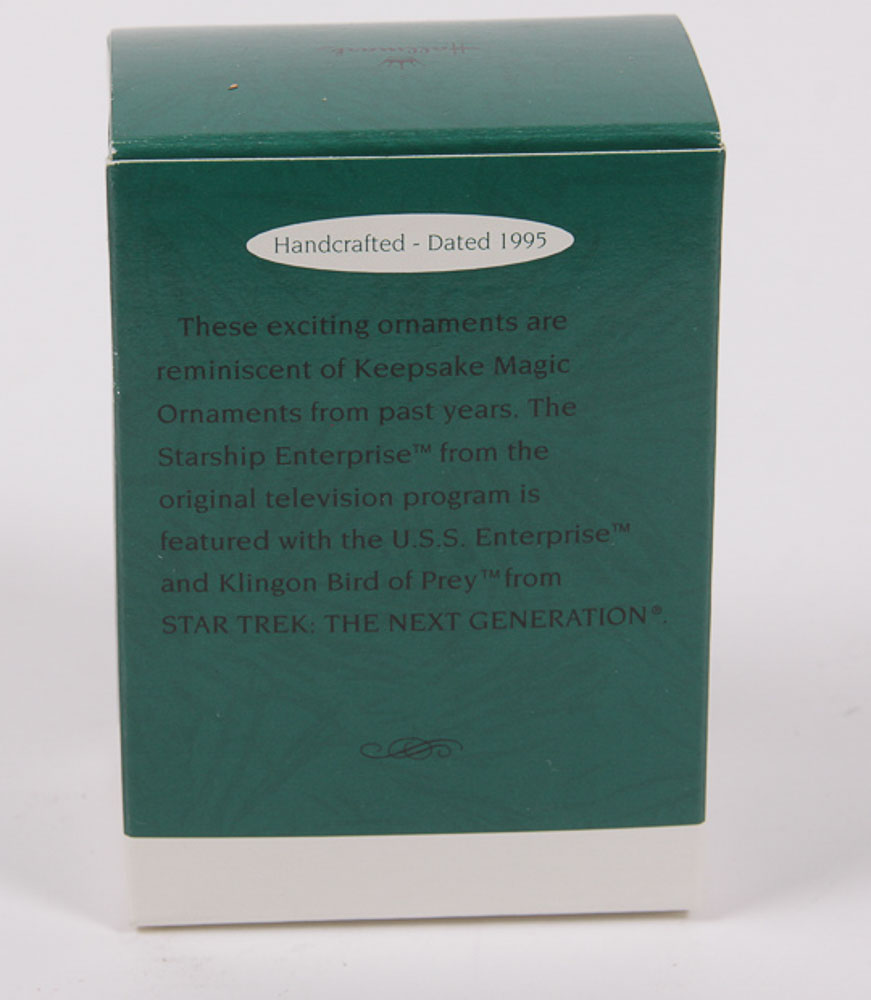 Hallmark
Handcrafted - Dated 1995
These exciting ornaments are
reminiscent of Keepsake Magic
Ornaments from past years. The
Starship Enterprise™ from the
original television program is
featured with the U.S.S. Enterprise™
and Klingon Bird of Prey™ from
STAR TREK: THE NEXT GENERATION®.